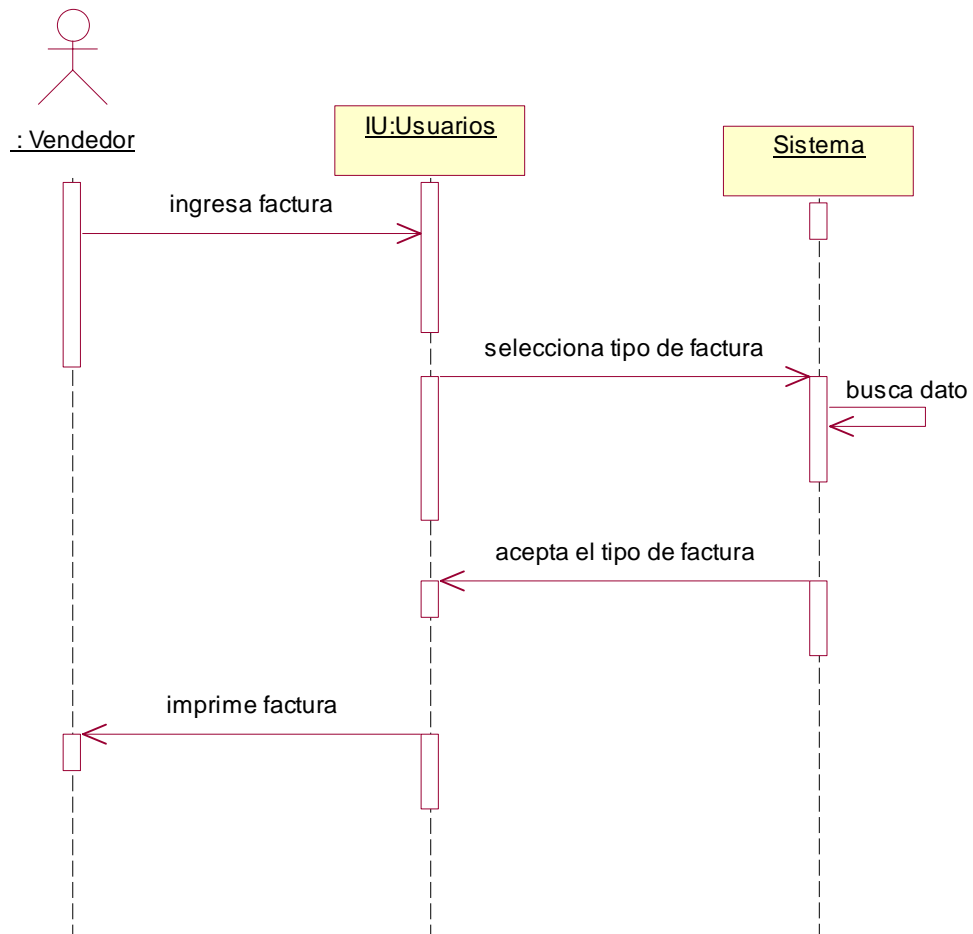 : Vendedor
IU:Usuarios
Sistema
ingresa factura
selecciona tipo de factura
busca dato
acepta el tipo de factura
imprime factura